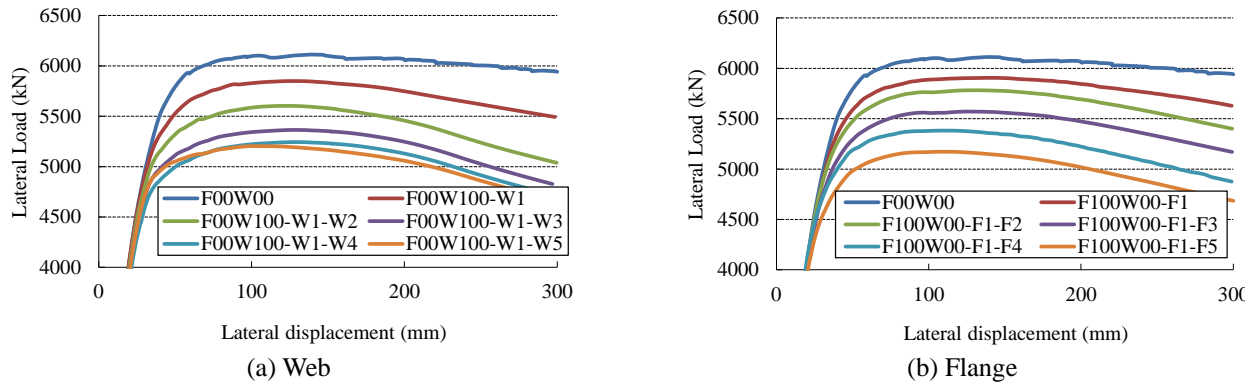 6500
6000
5500
5000
4500
4000
Lateral Load (kN)
F00W00 F00W100-W1
F00W100-W1-W2 F00W100-W1-W3
F00W100-W1-W4 F00W100-W1-W5
0 100 200 300
Lateral displacement (mm)
(a) Web
6500
6000
5500
5000
4500
4000
Lateral Load (kN)
F00W00 F100W00-F1
F100W00-F1-F2 F100W00-F1-F3
F100W00-F1-F4 F100W00-F1-F5
0 100 200 300
Lateral displacement (mm)
(b) Flange